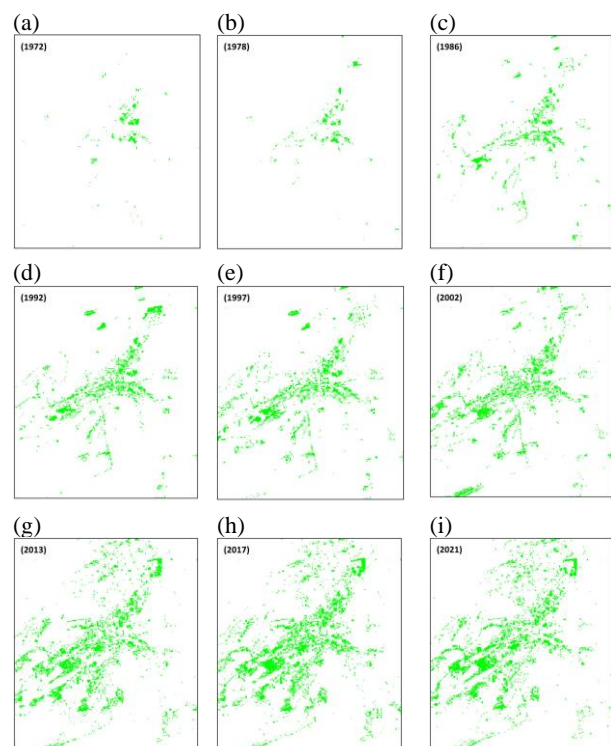 (a) (b) (c)
(1972) (1978) (1986)
(d) (e) (f)
(1992) (1997) (2002)
(g) (h) (i)
(2013) (2017) (2021)